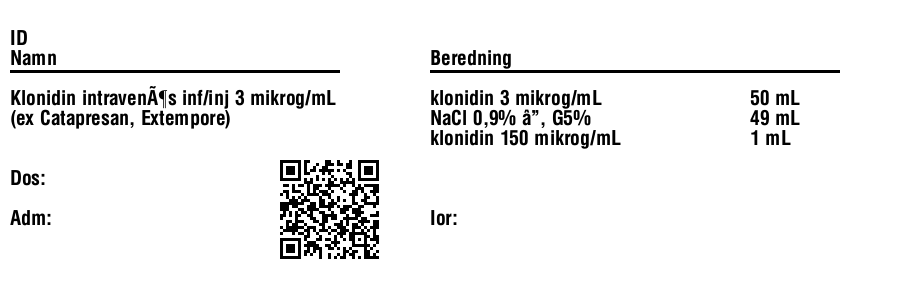 ID
Namn
Klonidin intravenÃ¶s inf/inj 3 mikrog/mL
(ex Catapresan, Extempore)
Dos:
Adm:
Beredning
klonidin 3 mikrog/mL 50 mL
NaCl 0,9% â”, G5% 49 mL
klonidin 150 mikrog/mL 1 mL
Ior: